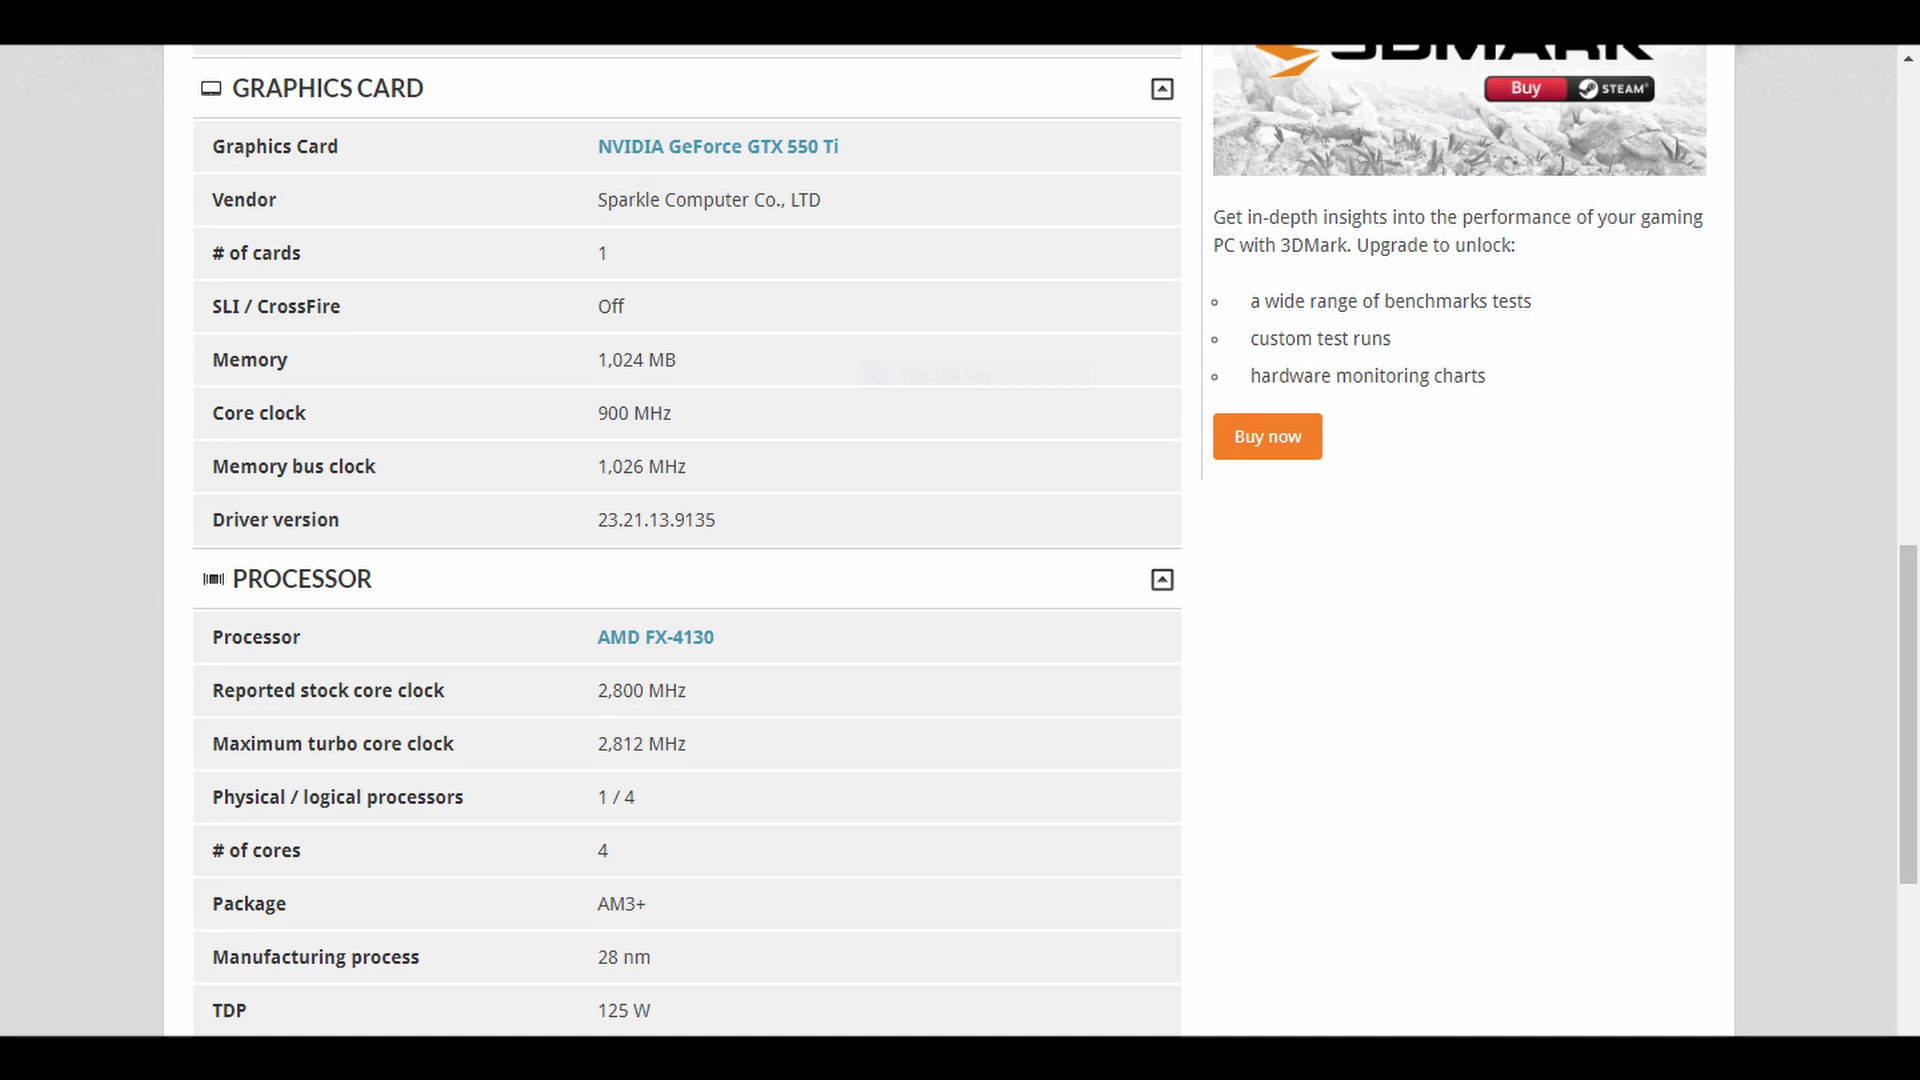 GRAPHICS CARD
Graphics Card NVIDIA GeForce GTX 550 Ti
Vendor Sparkle Computer Co., LTD
# of cards 1
SLI / CrossFire Off
Memory 1,024 MB
Core clock 900 MHz
Memory bus clock 1,026 MHz
Driver version 23.21.13.9135
PROCESSOR
Processor AMD FX-4130
Reported stock core clock 2,800 MHz
Maximum turbo core clock 2,812 MHz
Physical / logical processors 1 / 4
# of cores 4
Package AM3+
Manufacturing process 28 nm
TDP 125 W
3DMARK
Buy STEAM
Get in-depth insights into the performance of your gaming
PC with 3DMark. Upgrade to unlock:
a wide range of benchmarks tests
custom test runs
hardware monitoring charts
Buy now